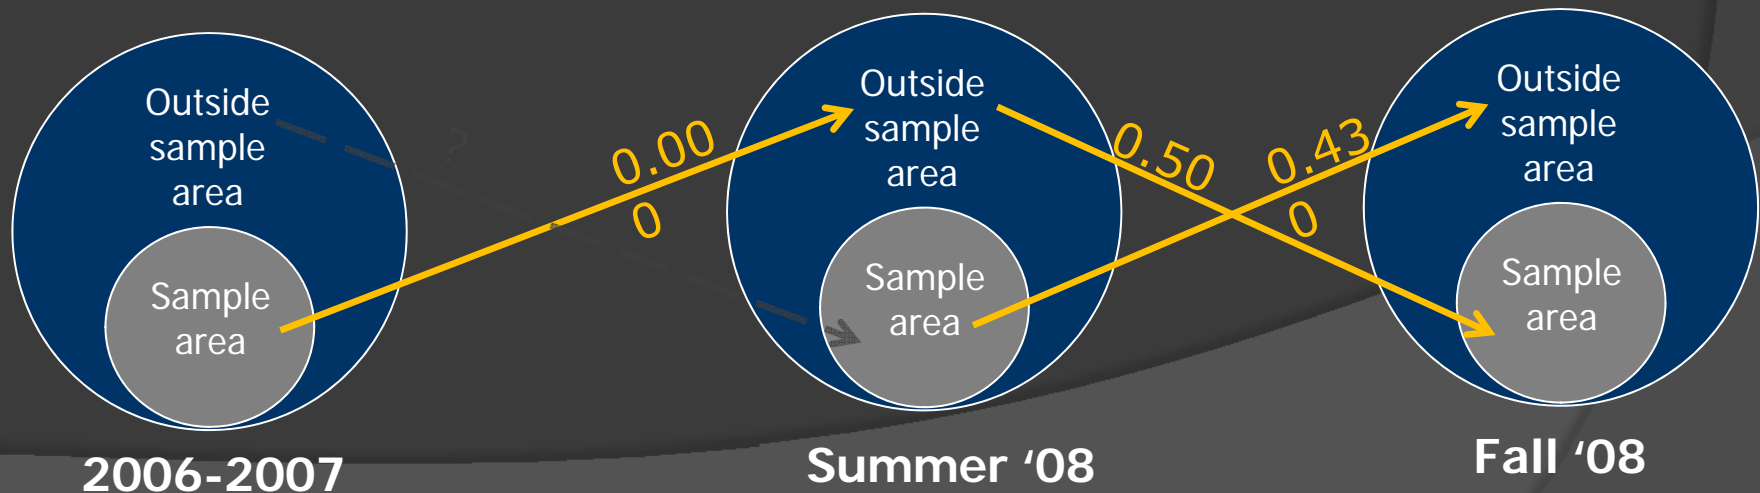 Outside
sample
area
Sample
area
2006-2007
?
0.00
0
Outside
sample
area
Sample
area
Summer ‘08
0.50
0.43
0
Outside
sample
area
Sample
area
Fall ‘08